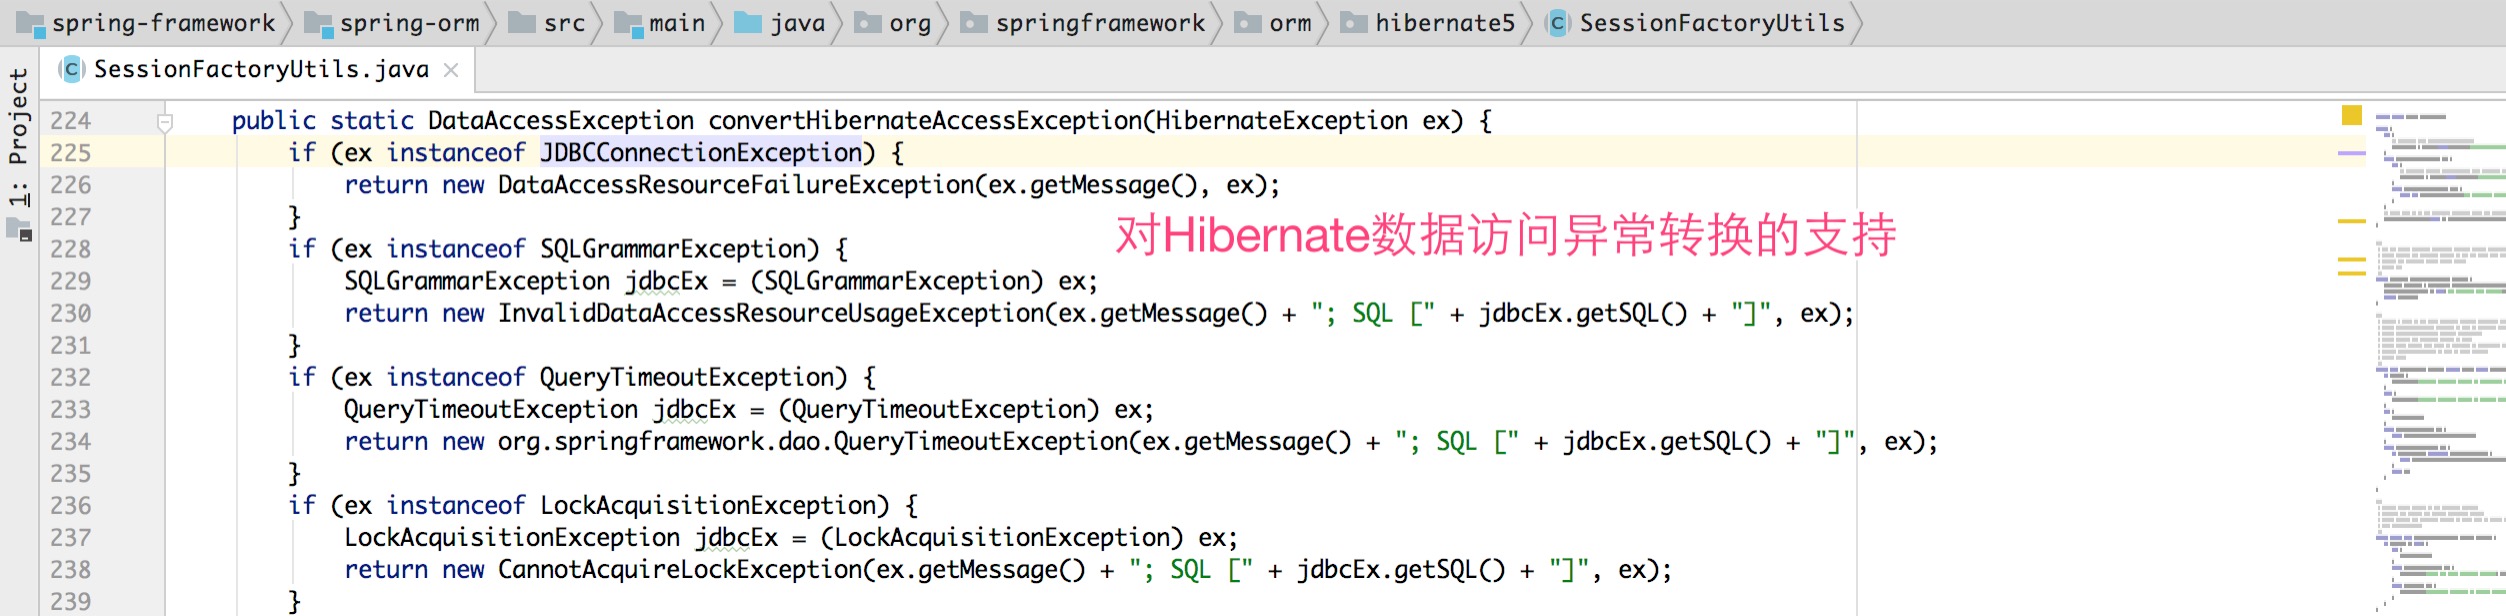 spring-framework spring-orm src main java org springframework orm hibernate5 SessionFactoryUtils
SessionFactoryUtils.java
1: Project
224 public static DataAccessException convertHibernateAccessException(HibernateException ex) {
225 if (ex instanceof JDBCConnectionException) {
226 return new DataAccessResourceFailureException(ex.getMessage(), ex);
227 }
对Hibernate数据访问异常转换的支持
228 if (ex instanceof SQLGrammarException) {
229 SQLGrammarException jdbcEx = (SQLGrammarException) ex;
230 return new InvalidDataAccessResourceUsageException(ex.getMessage() + "; SQL [" + jdbcEx.getSQL() + "]", ex);
231 }
232 if (ex instanceof QueryTimeoutException) {
233 QueryTimeoutException jdbcEx = (QueryTimeoutException) ex;
234 return new org.springframework.dao.QueryTimeoutException(ex.getMessage() + "; SQL [" + jdbcEx.getSQL() + "]", ex);
235 }
236 if (ex instanceof LockAcquisitionException) {
237 LockAcquisitionException jdbcEx = (LockAcquisitionException) ex;
238 return new CannotAcquireLockException(ex.getMessage() + "; SQL [" + jdbcEx.getSQL() + "]", ex);
239 }